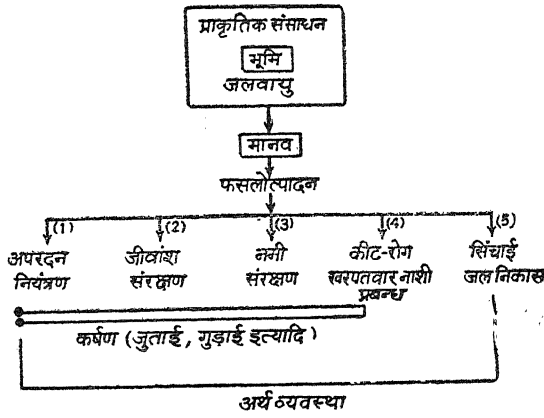 प्राकृतिक संसाधन
भूमि
जलवायु
मानव
फसलोत्पादन
(1) (2) (3) (4) (5)
अपरदन जीवांश नमी कीट-रोग सिंचाई
नियंत्रण संरक्षण संरक्षण खरपतवार नाशी जल निकास
प्रबन्ध
कर्षण (जुताई, गुड़ाई इत्यादि)
अर्थ व्यवस्था